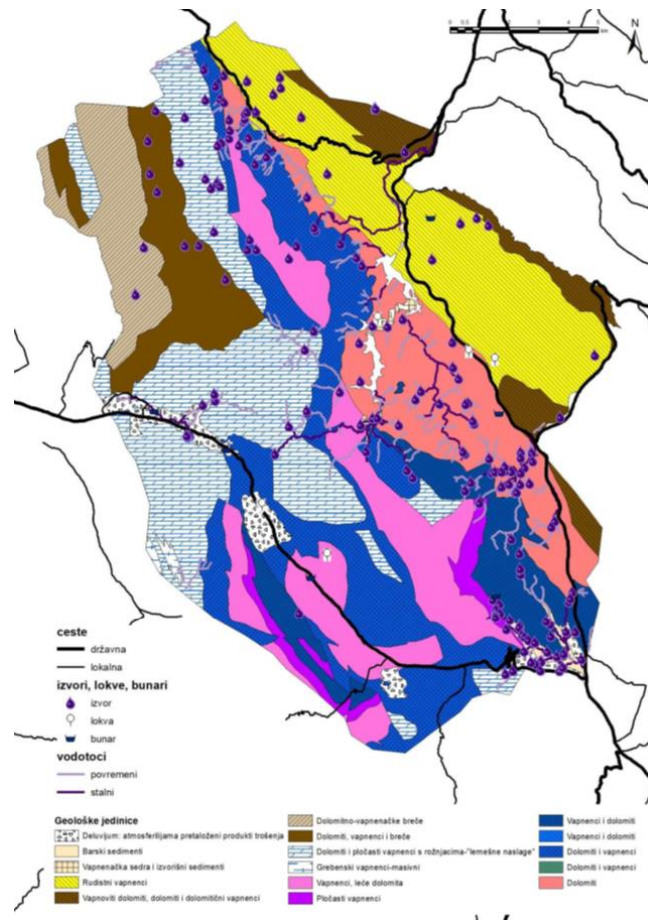 0 0,5 1 2 3 4 5
km
N
ceste
državna
lokalna
izvori, lokve, bunari
izvor
lokva
bunar
vodotoci
povremeni
stalni
Geološke jedinice
Deluvijum: atmosferilijama pretaloženi produkti trošenja
Barski sedimenti
Vapnenačka sedra i izvorišni sedimenti
Rudistni vapnenci
Vapnoviti dolomiti, dolomiti i dolomitični vapnenci
Dolomitno-vapnenačke breče
Dolomiti, vapnenci i breče
Dolomiti i pločasti vapnenci s rožnjacima-"lemeške naslage"
Grebenski vapnenci-masivni
Vapnenci, leće dolomita
Pločasti vapnenci
Vapnenci i dolomiti
Vapnenci i dolomiti
Dolomiti i vapnenci
Dolomiti i vapnenci
Dolomiti